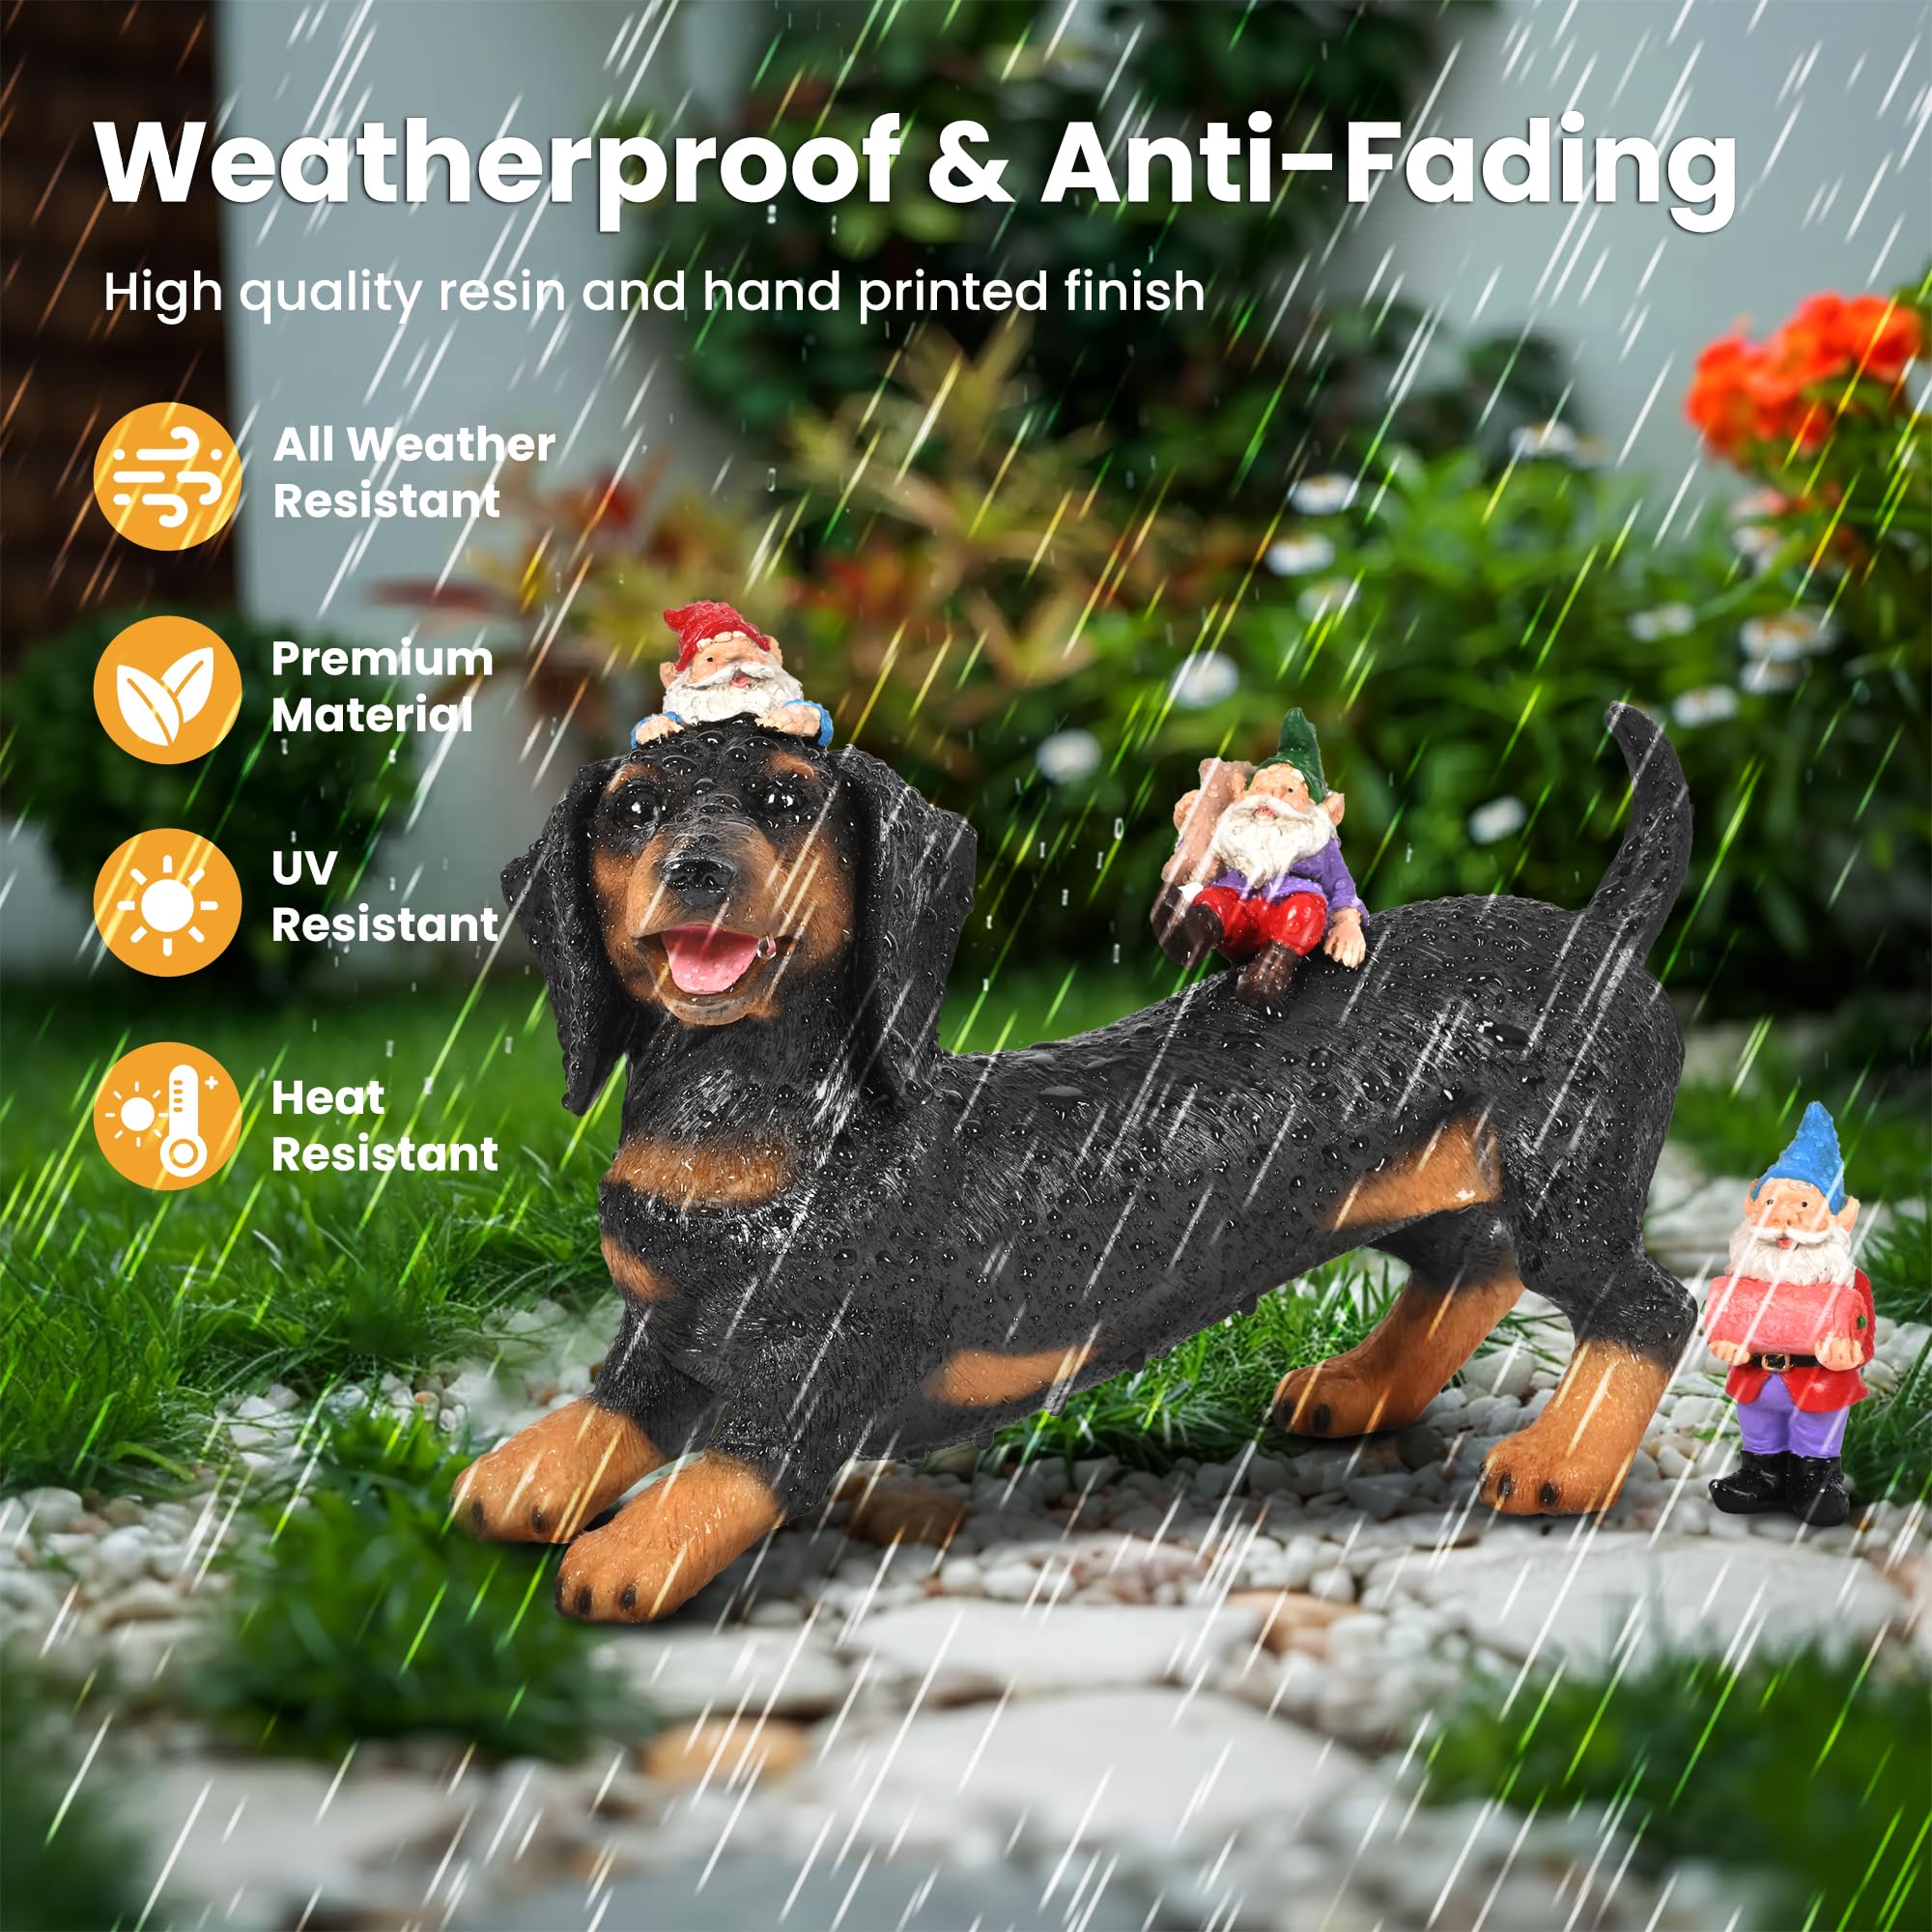 Weatherproof & Anti-Fading
High quality resin and hand printed finish
All Weather
Resistant
Premium
Material
UV
Resistant
Heat
Resistant